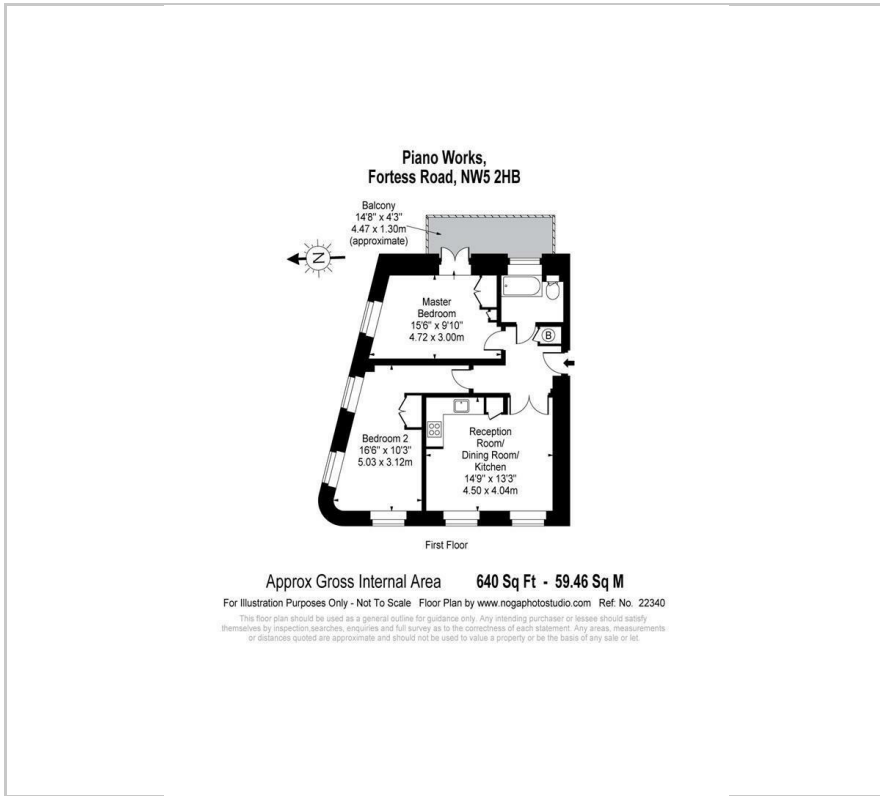 Piano Works,
Fortess Road, NW5 2HB
Balcony
14'8" x 4'3"
4.47 x 1.30m
(approximate)
N
Master
Bedroom
15'6" x 9'10"
4.72 x 3.00m
B
Bedroom 2
16'6" x 10'3"
5.03 x 3.12m
Reception
Room/
Dining Room/
Kitchen
14'9" x 13'3"
4.50 x 4.04m
First Floor
Approx Gross Internal Area 640 Sq Ft - 59.46 Sq M
For Illustration Purposes Only - Not To Scale Floor Plan by www.nogaphotostudio.com Ref: No. 22340
This floor plan should be used as a general outline for guidance only. Any intending purchaser or lessee should satisfy
themselves by inspection,searches, enquiries and full survey as to the correctness of each statement. Any areas, measurements
or distances quoted are approximate and should not be used to value a property or be the basis of any sale or let.